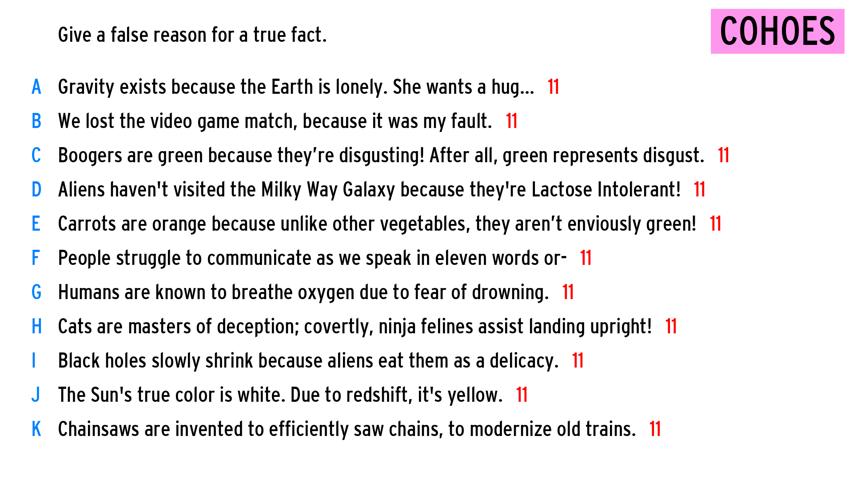 Give a false reason for a true fact.
COHOES
A Gravity exists because the Earth is lonely. She wants a hug... 11
B We lost the video game match, because it was my fault. 11
C Boogers are green because they’re disgusting! After all, green represents disgust. 11
D Aliens haven't visited the Milky Way Galaxy because they're Lactose Intolerant! 11
E Carrots are orange because unlike other vegetables, they aren’t enviously green! 11
F People struggle to communicate as we speak in eleven words or- 11
G Humans are known to breathe oxygen due to fear of drowning. 11
H Cats are masters of deception; covertly, ninja felines assist landing upright! 11
I Black holes slowly shrink because aliens eat them as a delicacy. 11
J The Sun's true color is white. Due to redshift, it's yellow. 11
K Chainsaws are invented to efficiently saw chains, to modernize old trains. 11